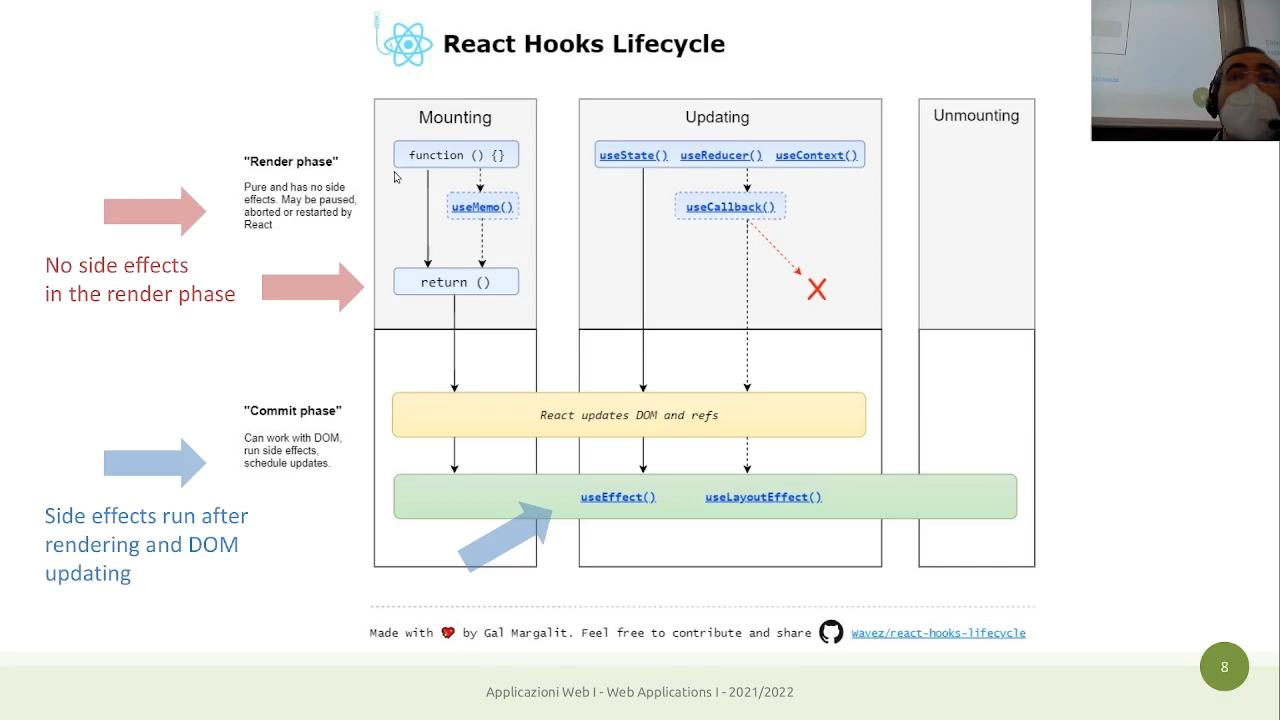 React Hooks Lifecycle
Mounting
Updating
Unmounting
"Render phase"
Pure and has no side
effects. May be paused,
aborted or restarted by
React
function () {}
useMemo()
return ()
useState() useReducer() useContext()
useCallback()
X
No side effects
in the render phase
"Commit phase"
Can work with DOM,
run side effects,
schedule updates.
React updates DOM and refs
useEffect() useLayoutEffect()
Side effects run after
rendering and DOM
updating
Made with ❤ by Gal Margalit. Feel free to contribute and share Wavez/react-hooks-lifecycle
8
Applicazioni Web I - Web Applications I - 2021/2022